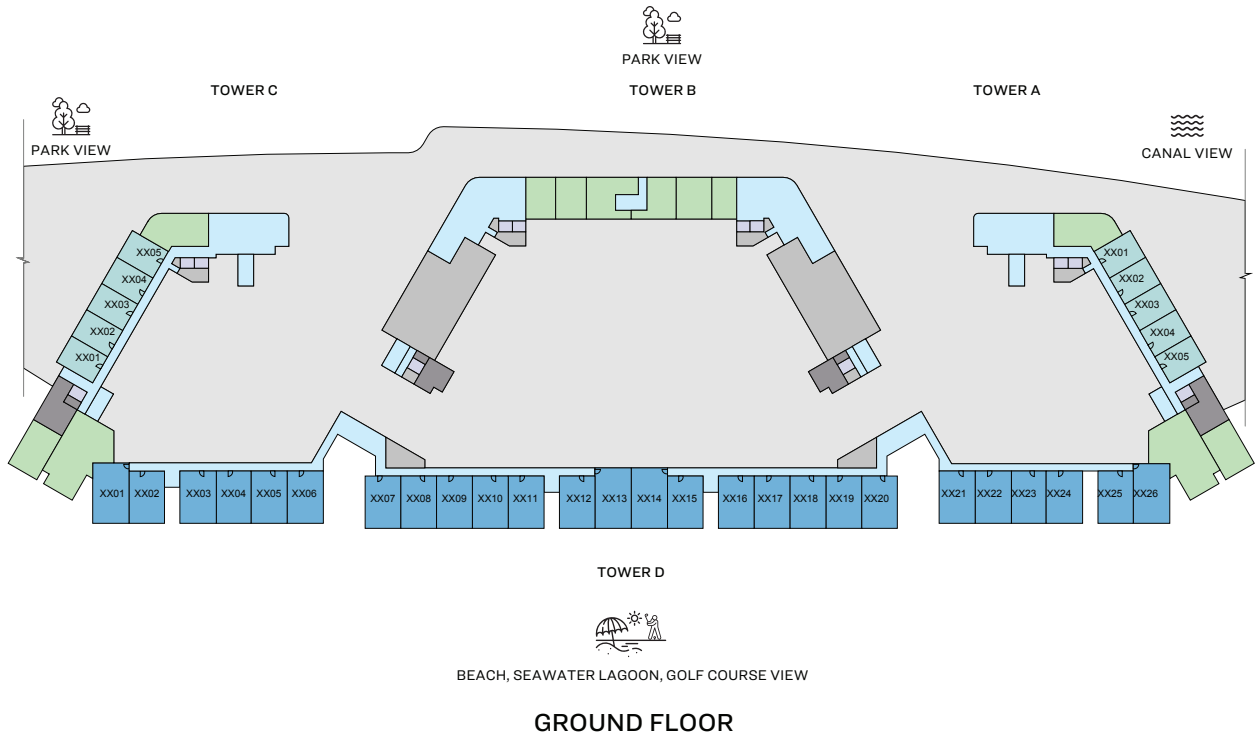 PARK VIEW
TOWER C
TOWER B
TOWER A
PARK VIEW
CANAL VIEW
XX05
XX04
XX03
XX02
XX01
XX01
XX02
XX03
XX04
XX05
XX01
XX02
XX03
XX04
XX05
XX06
XX07
XX08
XX09
XX10
XX11
XX12
XX13
XX14
XX15
XX16
XX17
XX18
XX19
XX20
XX21
XX22
XX23
XX24
XX25
XX26
TOWER D
BEACH, SEAWATER LAGOON, GOLF COURSE VIEW
GROUND FLOOR